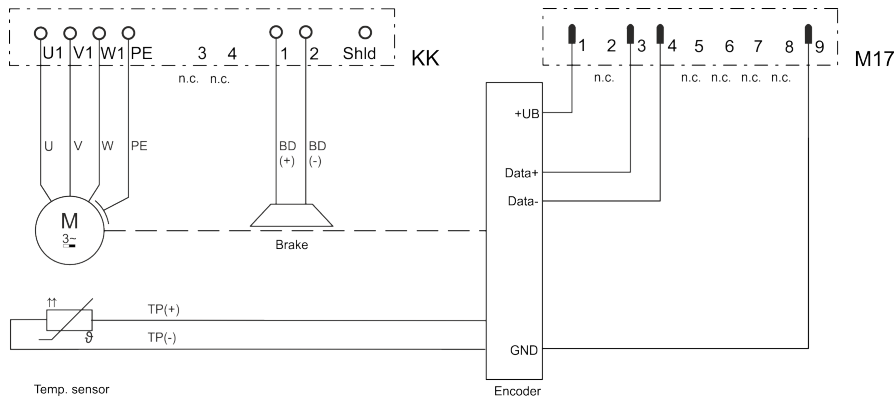 U1 V1 W1 PE 3 4 1 2 Shld
KK
n.c. n.c.
1 2 3 4 5 6 7 8 9
M17
n.c. n.c. n.c. n.c. n.c.
+UB
U V W PE
BD (+)
BD (-)
Data+
Data-
M
3~
Brake
↑↑
ϑ
TP(+)
TP(-)
GND
Temp. sensor
Encoder